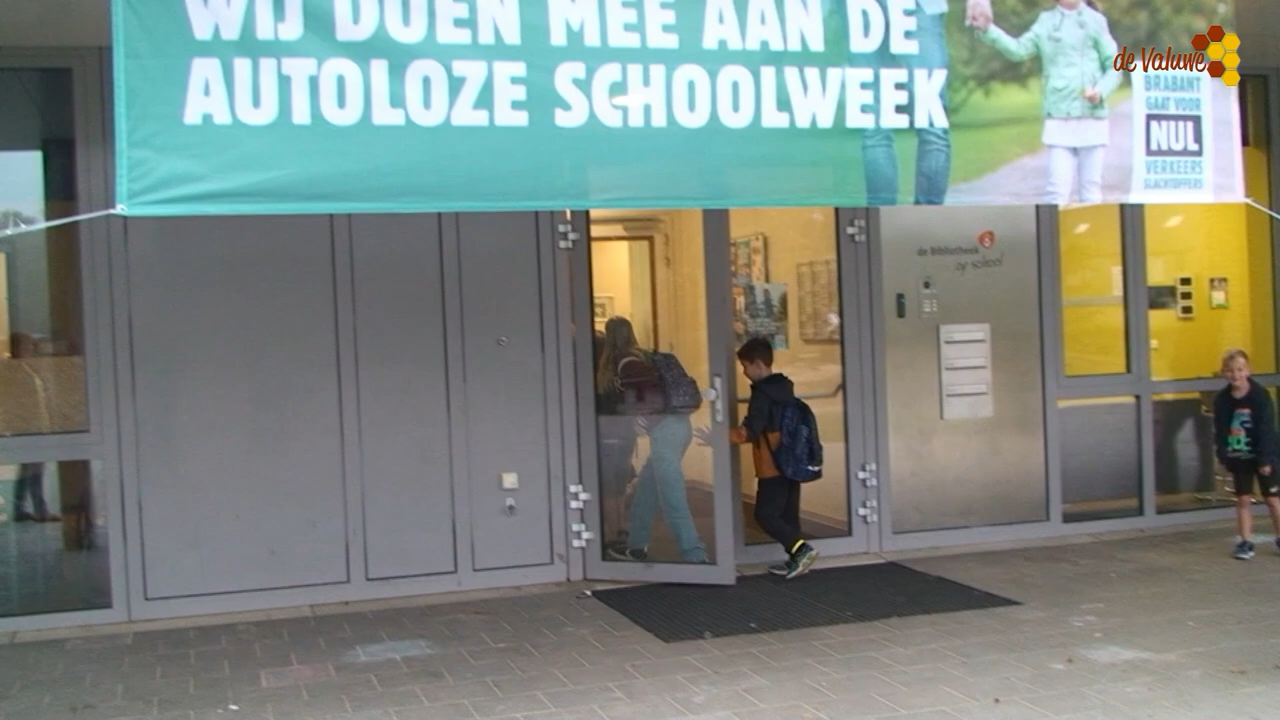 WIJ DOEN MEE AAN DE
AUTOLOZE SCHOOLWEEK
de Valuwe
BRABANT
GAAT VOOR
NUL
VERKEERS
SLACHTOFFERS
de Bibliotheek
op school